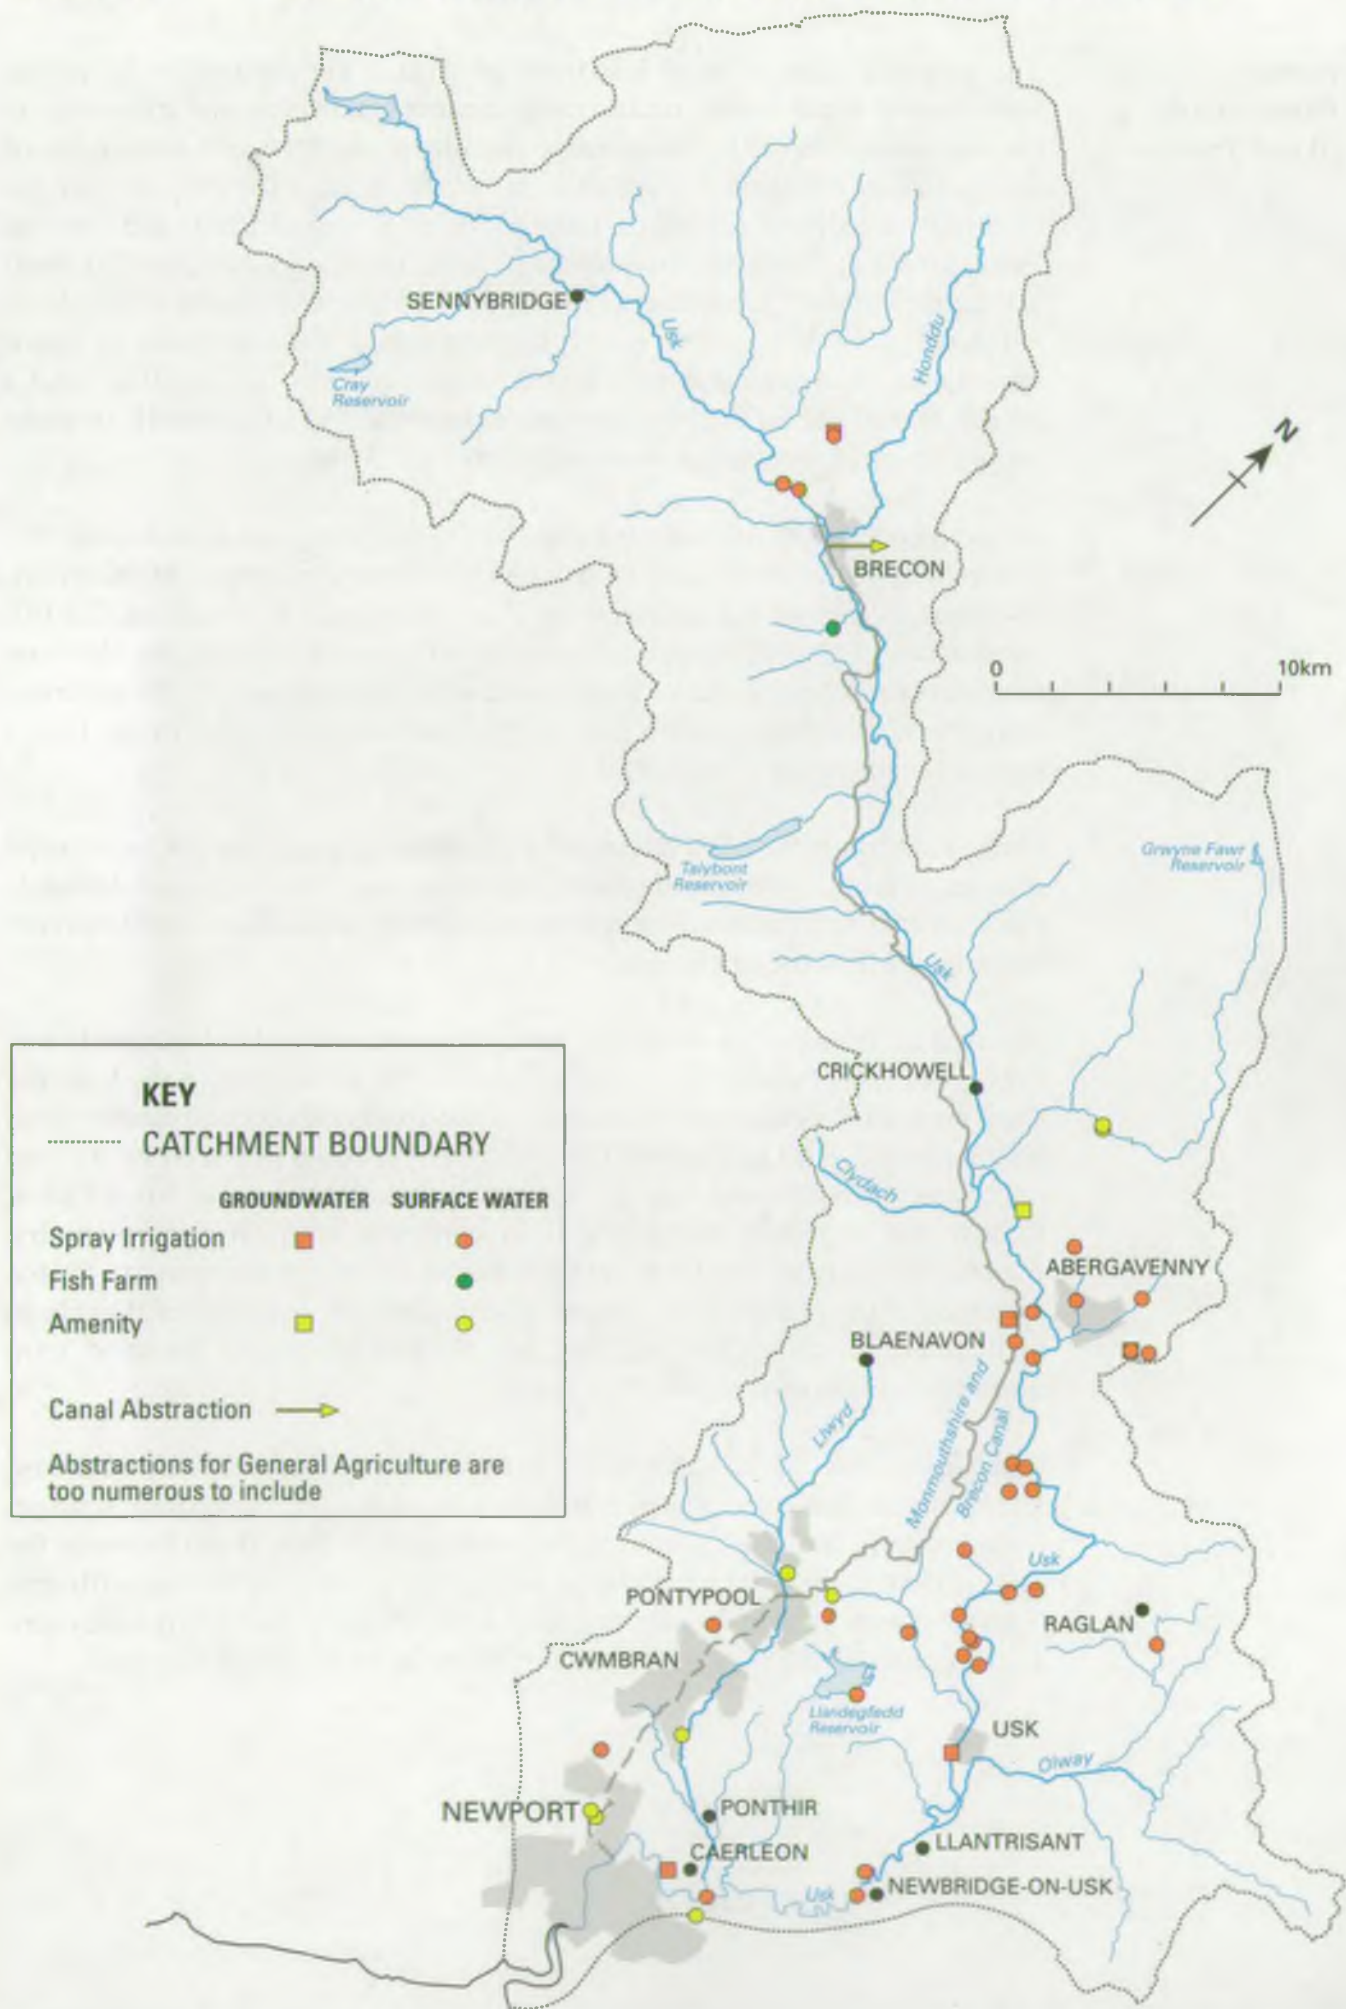 N
SENNYBRIDGE
Usk
Honddu
Cray
Reservoir
BRECON
0 10km
Talybont
Reservoir
Grwyne Fawr
Reservoir
Usk
CRICKHOWELL
Clydach
ABERGAVENNY
BLAENAVON
Llwyd
Monmouthshire and
Brecon Canal
Usk
PONTYPOOL
RAGLAN
CWMBRAN
Llandegfedd
Reservoir
USK
Olway
NEWPORT
PONTHIR
LLANTRISANT
CAERLEON
Usk
NEWBRIDGE-ON-USK
KEY
CATCHMENT BOUNDARY
GROUNDWATER SURFACE WATER
Spray Irrigation
Fish Farm
Amenity
Canal Abstraction
Abstractions for General Agriculture are
too numerous to include